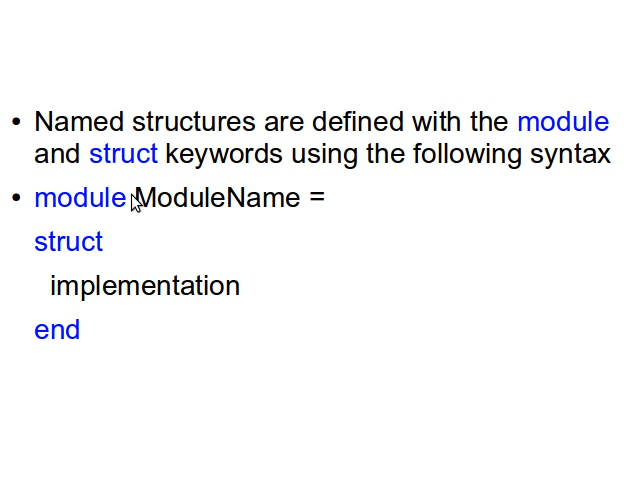 • Named structures are defined with the module
and struct keywords using the following syntax
• module ModuleName =
struct
implementation
end